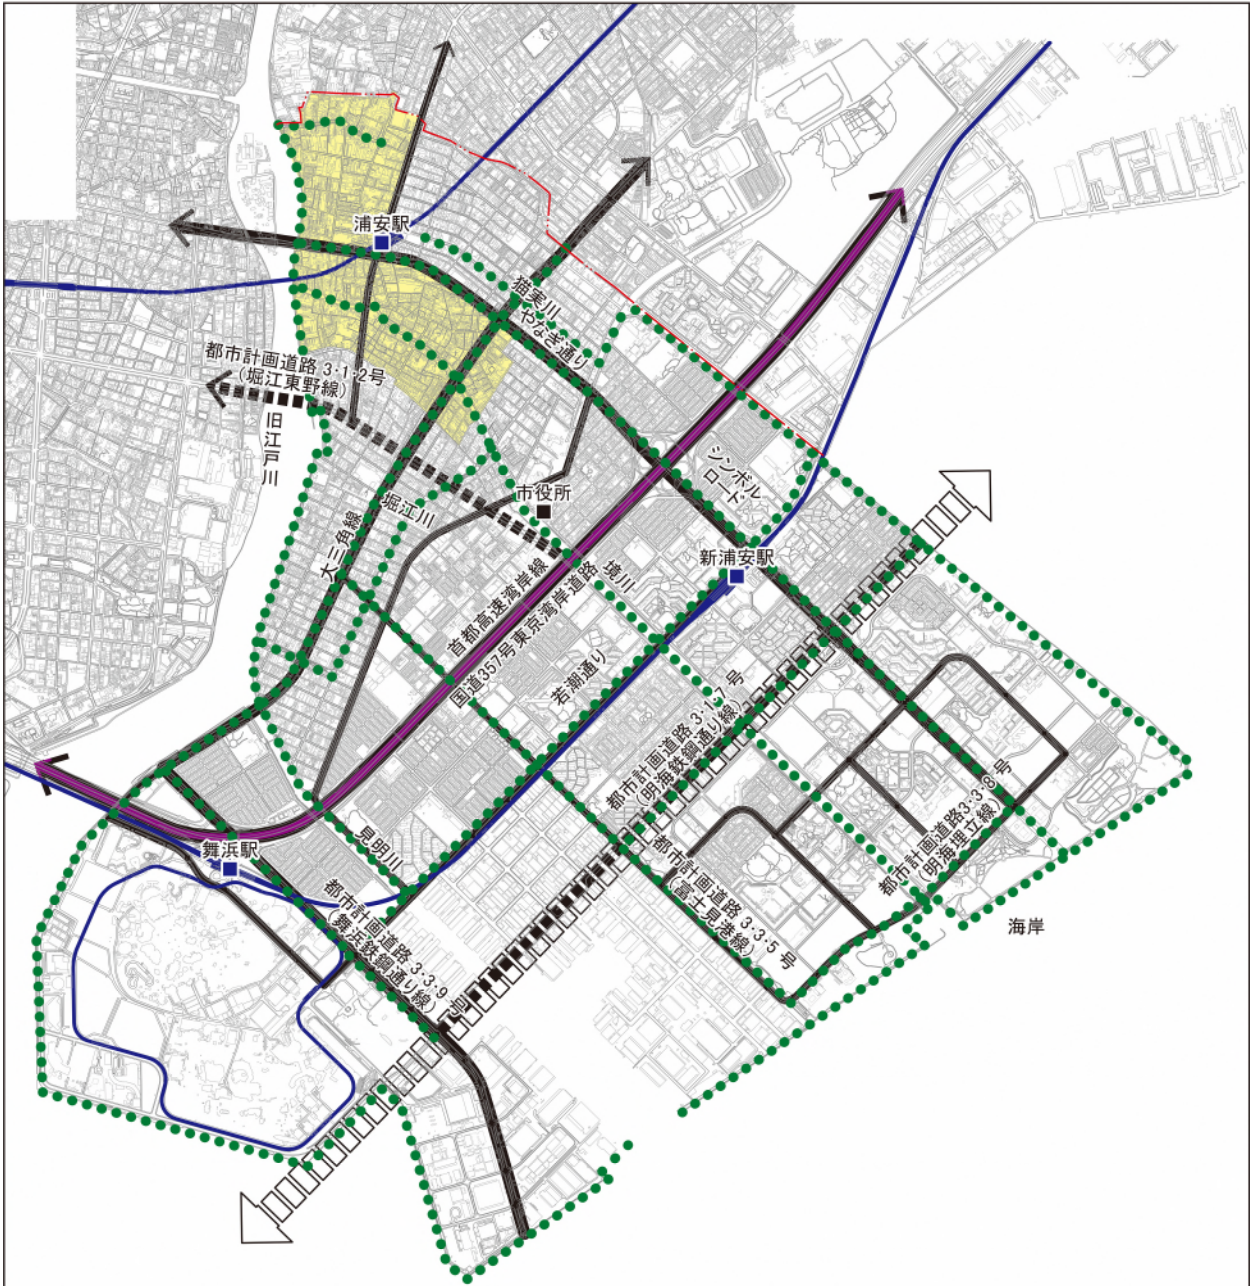 浦安駅
猫実川
やなぎ通り
都市計画道路 3・1・2号
(堀江東野線)
旧江戸川
シンボル
ロード
市役所
堀江川
大三角線
新浦安駅
境川
首都高速湾岸線
国道357号東京湾岸道路
若潮通り
都市計画道路 3・1・7 号
(明海鉄鋼通り線)
都市計画道路3・3・8 号
(明海埋立線)
見明川
舞浜駅
都市計画道路 3・3・5 号
(富士見港線)
都市計画道路 3・3・9 号
(舞浜鉄鋼通り線)
海岸